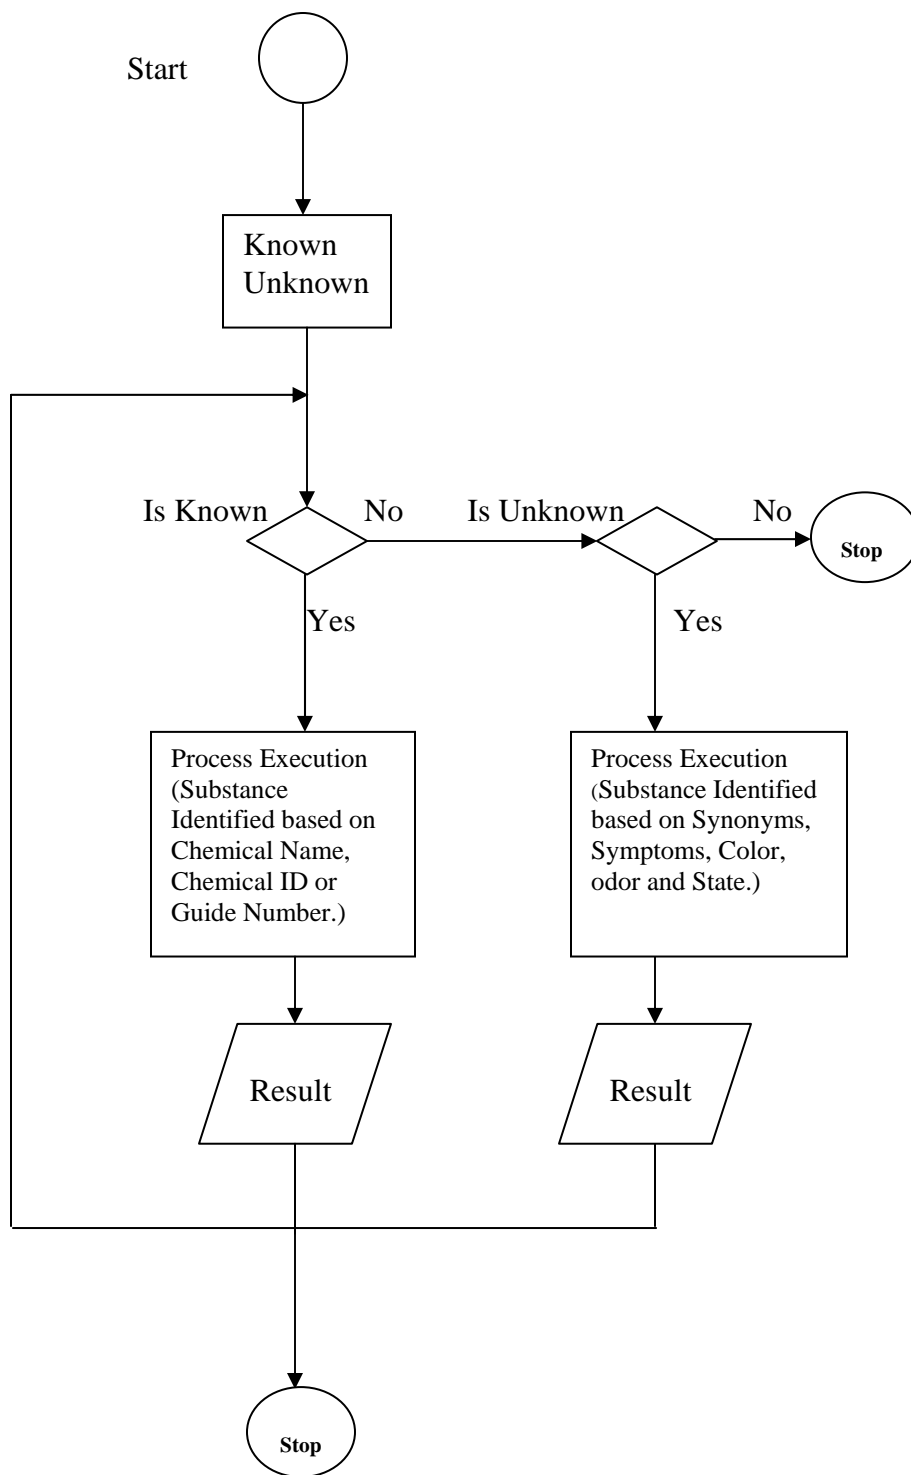 Start
Known
Unknown
Is Known
No
Is Unknown
No
Stop
Yes
Yes
Process Execution
(Substance
Identified based on
Chemical Name,
Chemical ID or
Guide Number.)
Process Execution
(Substance Identified
based on Synonyms,
Symptoms, Color,
odor and State.)
Result
Result
Stop